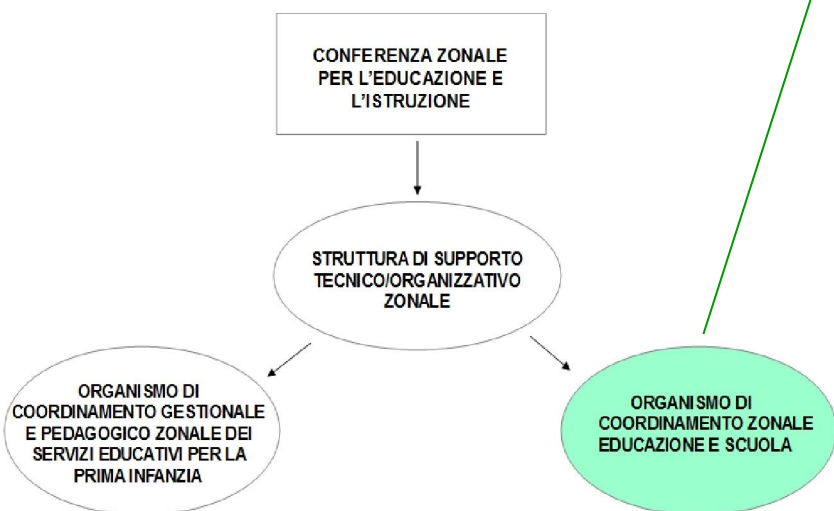 CONFERENZA ZONALE
PER L'EDUCAZIONE E
L'ISTRUZIONE
STRUTTURA DI SUPPORTO
TECNICO/ORGANIZZATIVO
ZONALE
ORGANISMO DI
COORDINAMENTO GESTIONALE
E PEDAGOGICO ZONALE DEI
SERVIZI EDUCATIVI PER LA
PRIMA INFANZIA
ORGANISMO DI
COORDINAMENTO ZONALE
EDUCAZIONE E SCUOLA